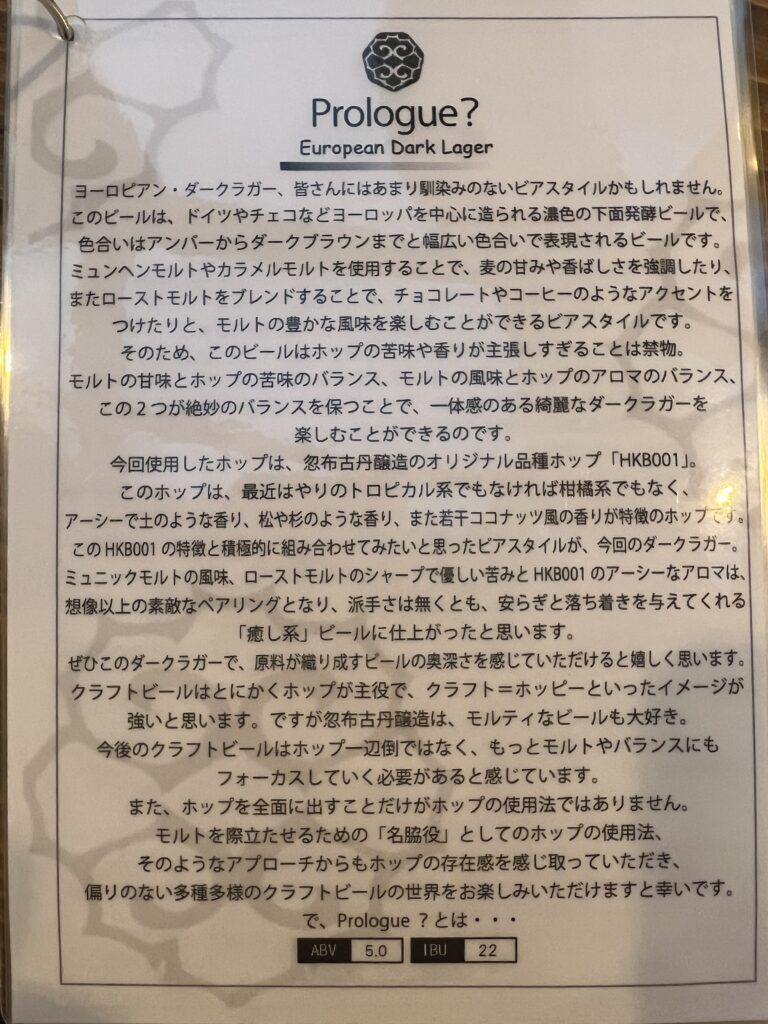 Prologue?
European Dark Lager
ヨーロピアン・ダークラガー、皆さんにはあまり馴染みのないビアスタイルかもしれません。
このビールは、ドイツやチェコなどヨーロッパを中心に造られる濃色の下面発酵ビールで、
色合いはアンバーからダークブラウンまでと幅広い色合いで表現されるビールです。
ミュンヘンモルトやカラメルモルトを使用することで、麦の甘みや香ばしさを強調したり、
またローストモルトをブレンドすることで、チョコレートやコーヒーのようなアクセントを
つけたりと、モルトの豊かな風味を楽しむことができるビアスタイルです。
そのため、このビールはホップの苦味や香りが主張しすぎることは禁物。
モルトの甘味とホップの苦味のバランス、モルトの風味とホップのアロマのバランス、
この2つが絶妙のバランスを保つことで、一体感のある綺麗なダークラガーを
楽しむことができるのです。
今回使用したホップは、忽布古丹醸造のオリジナル品種ホップ「HKB001」。
このホップは、最近はやりのトロピカル系でもなければ柑橘系でもなく、
アーシーで土のような香り、松や杉のような香り、また若干ココナッツ風の香りが特徴のホップです。
このHKB001の特徴と積極的に組み合わせてみたいと思ったビアスタイルが、今回のダークラガー。
ミュニックモルトの風味、ローストモルトのシャープで優しい苦みとHKB001のアーシーなアロマは、
想像以上の素敵なペアリングとなり、派手さは無くとも、安らぎと落ち着きを与えてくれる
「癒し系」ビールに仕上がったと思います。
ぜひこのダークラガーで、原料が織り成すビールの奥深さを感じていただけると嬉しく思います。
クラフトビールはとにかくホップが主役で、クラフト＝ホッピーといったイメージが
強いと思います。ですが忽布古丹醸造は、モルティなビールも大好き。
今後のクラフトビールはホップ一辺倒ではなく、もっとモルトやバランスにも
フォーカスしていく必要があると感じています。
また、ホップを全面に出すことだけがホップの使用法ではありません。
モルトを際立たせるための「名脇役」としてのホップの使用法、
そのようなアプローチからもホップの存在感を感じ取っていただき、
偏りのない多種多様のクラフトビールの世界をお楽しみいただけますと幸いです。
で、Prologue ？とは・・・
ABV 5.0 IBU 22